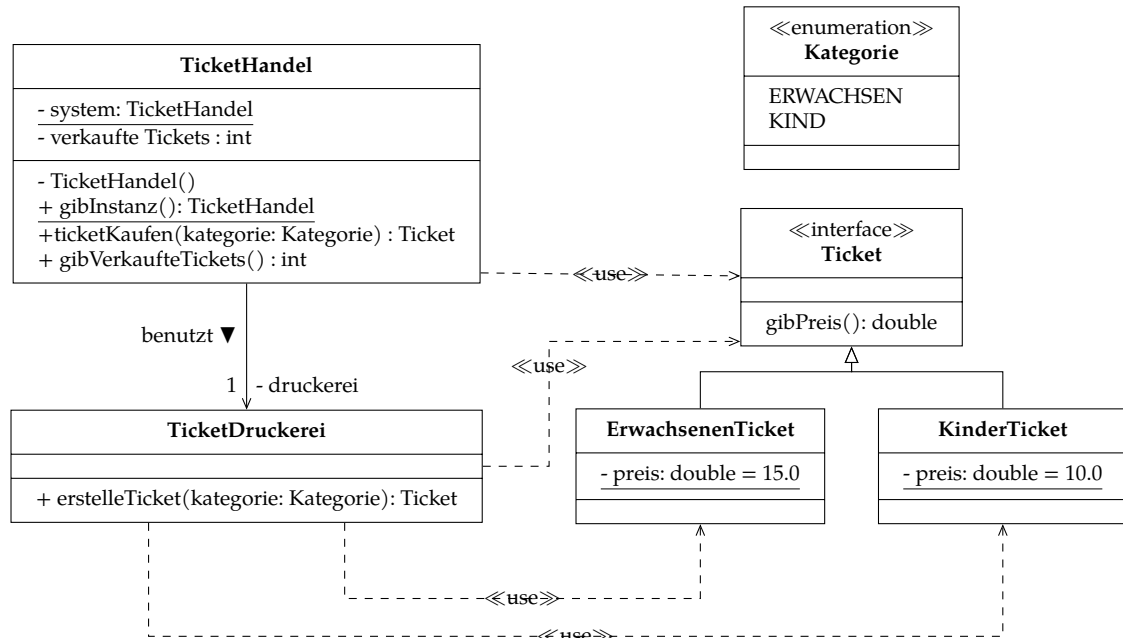 TicketHandel
- system: TicketHandel
- verkaufte Tickets : int
- TicketHandel()
+ gibInstanz(): TicketHandel
+ticketKaufen(kategorie: Kategorie) : Ticket
+ gibVerkaufteTickets() : int
≪enumeration≫
Kategorie
ERWACHSEN
KIND
≪interface≫
Ticket
gibPreis(): double
≪use≫
benutzt ▼
≪use≫
1 - druckerei
TicketDruckerei
+ erstelleTicket(kategorie: Kategorie): Ticket
ErwachsenenTicket
- preis: double = 15.0
KinderTicket
- preis: double = 10.0
≪use≫
≪use≫